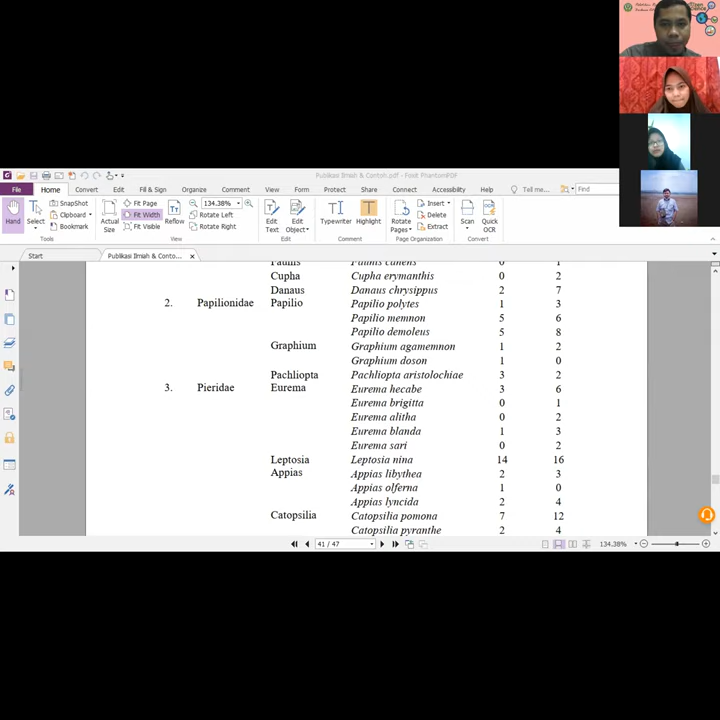 Publikasi Ilmiah & Contoh.pdf - Foxit PhantomPDF
File Home Convert Edit Fill & Sign Organize Comment View Form Protect Share Connect Accessibility Help Tell me... Find
Hand Select SnapShot Clipboard Bookmark Actual Size Fit Page Fit Width Fit Visible Reflow 134.38% Rotate Left Rotate Right Edit Text Edit Object Typewriter Highlight Rotate Pages Insert Delete Extract Scan Quick OCR
Tools View Edit Comment Page Organization Convert
Start Publikasi Ilmiah & Conto...
Faunis Faunis canens 0 1
Cupha Cupha erymanthis 0 2
Danaus Danaus chrysippus 2 7
2. Papilionidae Papilio Papilio polytes 1 3
Papilio memnon 5 6
Papilio demoleus 5 8
Graphium Graphium agamemnon 1 2
Graphium doson 1 0
Pachliopta Pachliopta aristolochiae 3 2
3. Pieridae Eurema Eurema hecabe 3 6
Eurema brigitta 0 1
Eurema alitha 0 2
Eurema blanda 1 3
Eurema sari 0 2
Leptosia Leptosia nina 14 16
Appias Appias libythea 2 3
Appias olferna 1 0
Appias lyncida 2 4
Catopsilia Catopsilia pomona 7 12
Catopsilia pyranthe 2 4
41 / 47 134.38%